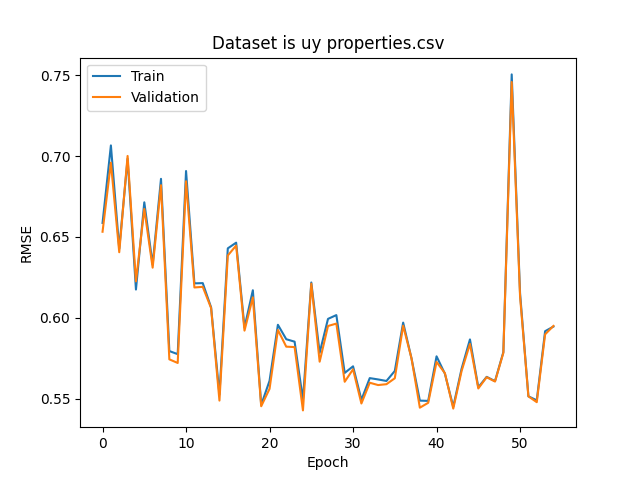 Dataset is uy properties.csv
Train
Validation
0.75
0.70
0.65
0.60
0.55
RMSE
0 10 20 30 40 50
Epoch